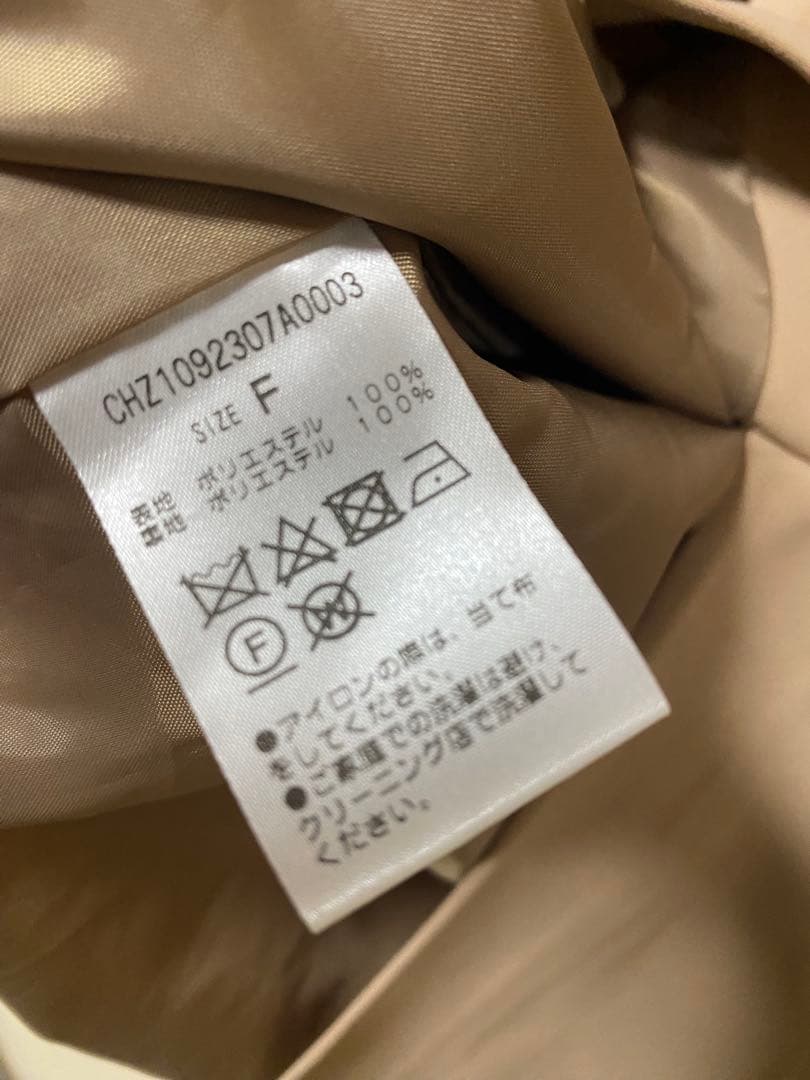 CHZ1092307A0003
SIZE F
表地 ポリエステル 100%
裏地 ポリエステル 100%
F W
●アイロンの際は、当て布
をしてください。
●ご家庭での洗濯は避け、
クリーニング店で洗濯して
ください。